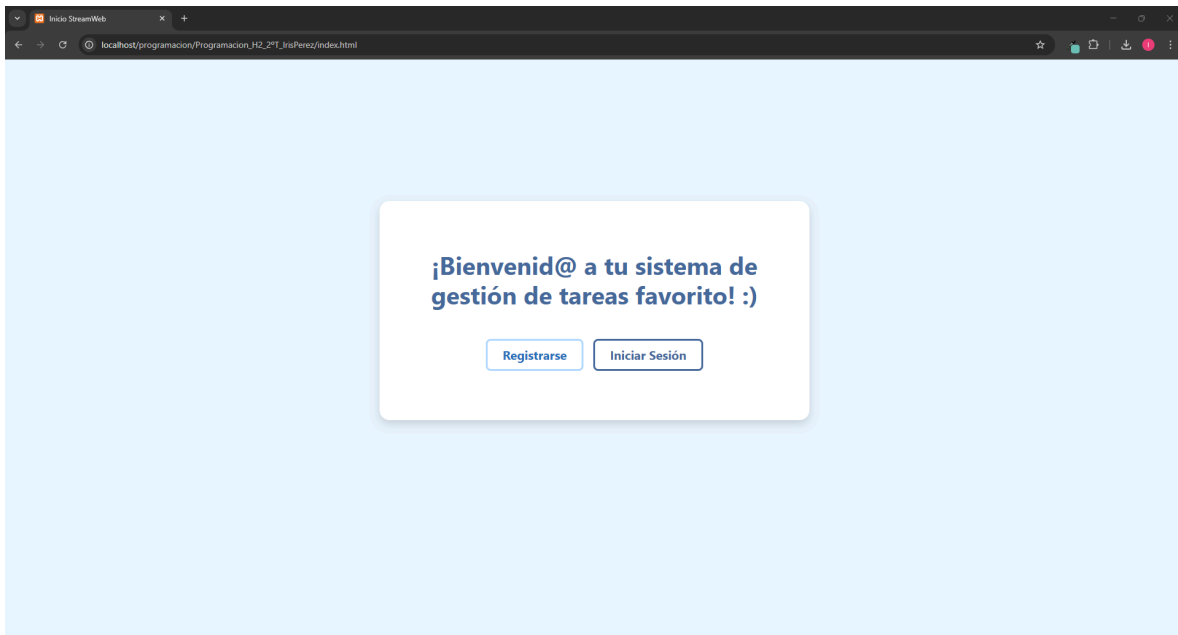 Inicio StreamWeb
localhost/programacion/Programacion_H2_2ºT_IrisPerez/index.html
¡Bienvenid@ a tu sistema de
gestión de tareas favorito! :)
Registrarse
Iniciar Sesión